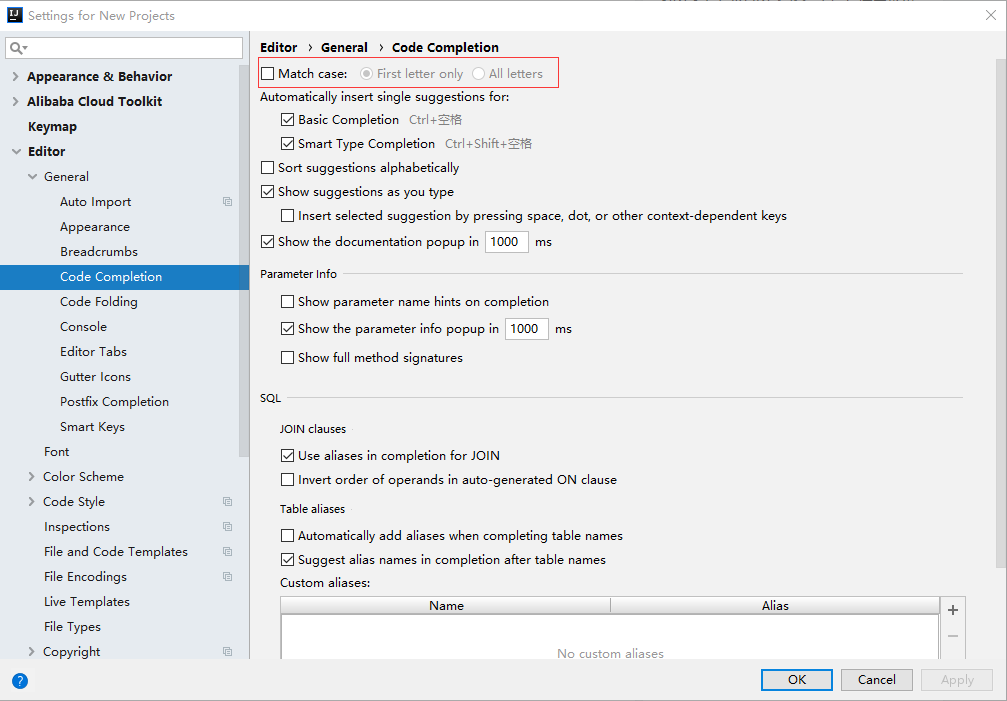 Settings for New Projects
Appearance & Behavior
Alibaba Cloud Toolkit
Keymap
Editor
General
Auto Import
Appearance
Breadcrumbs
Code Completion
Code Folding
Console
Editor Tabs
Gutter Icons
Postfix Completion
Smart Keys
Font
Color Scheme
Code Style
Inspections
File and Code Templates
File Encodings
Live Templates
File Types
Copyright
Editor › General › Code Completion
Match case: First letter only All letters
Automatically insert single suggestions for:
Basic Completion Ctrl+空格
Smart Type Completion Ctrl+Shift+空格
Sort suggestions alphabetically
Show suggestions as you type
Insert selected suggestion by pressing space, dot, or other context-dependent keys
Show the documentation popup in 1000 ms
Parameter Info
Show parameter name hints on completion
Show the parameter info popup in 1000 ms
Show full method signatures
SQL
JOIN clauses
Use aliases in completion for JOIN
Invert order of operands in auto-generated ON clause
Table aliases
Automatically add aliases when completing table names
Suggest alias names in completion after table names
Custom aliases:
Name Alias
No custom aliases
? OK Cancel Apply